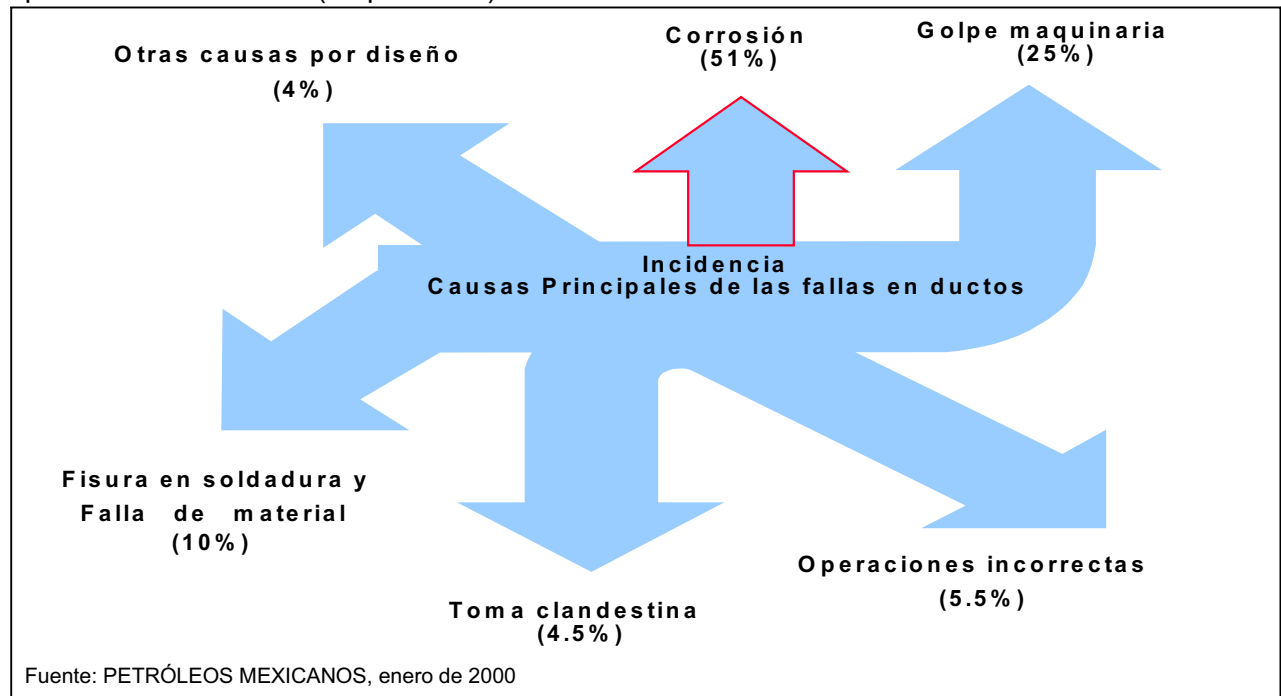 Otras causas por diseño
(4%)
Corrosión
(51%)
Golpe maquinaria
(25%)
Incidencia
Causas Principales de las fallas en ductos
Fisura en soldadura y
Falla de material
(10%)
Toma clandestina
(4.5%)
Operaciones incorrectas
(5.5%)
Fuente: PETRÓLEOS MEXICANOS, enero de 2000